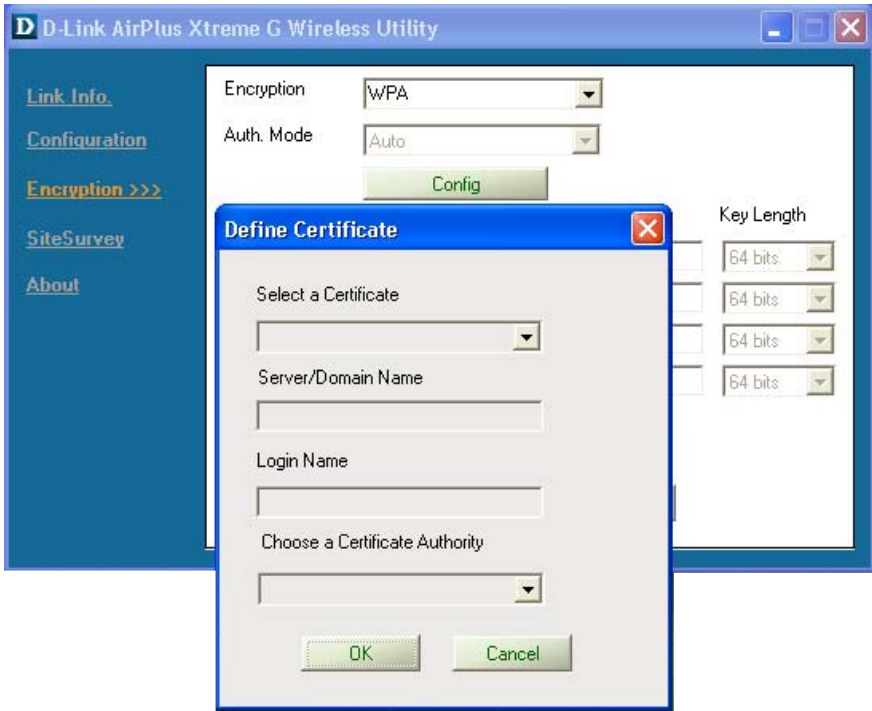 D D-Link AirPlus Xtreme G Wireless Utility
Link Info.
Configuration
Encryption >>>
SiteSurvey
About
Encryption
WPA
Auth. Mode
Auto
Config
Key Length
64 bits
64 bits
64 bits
64 bits
Define Certificate
Select a Certificate
Server/Domain Name
Login Name
Choose a Certificate Authority
OK
Cancel